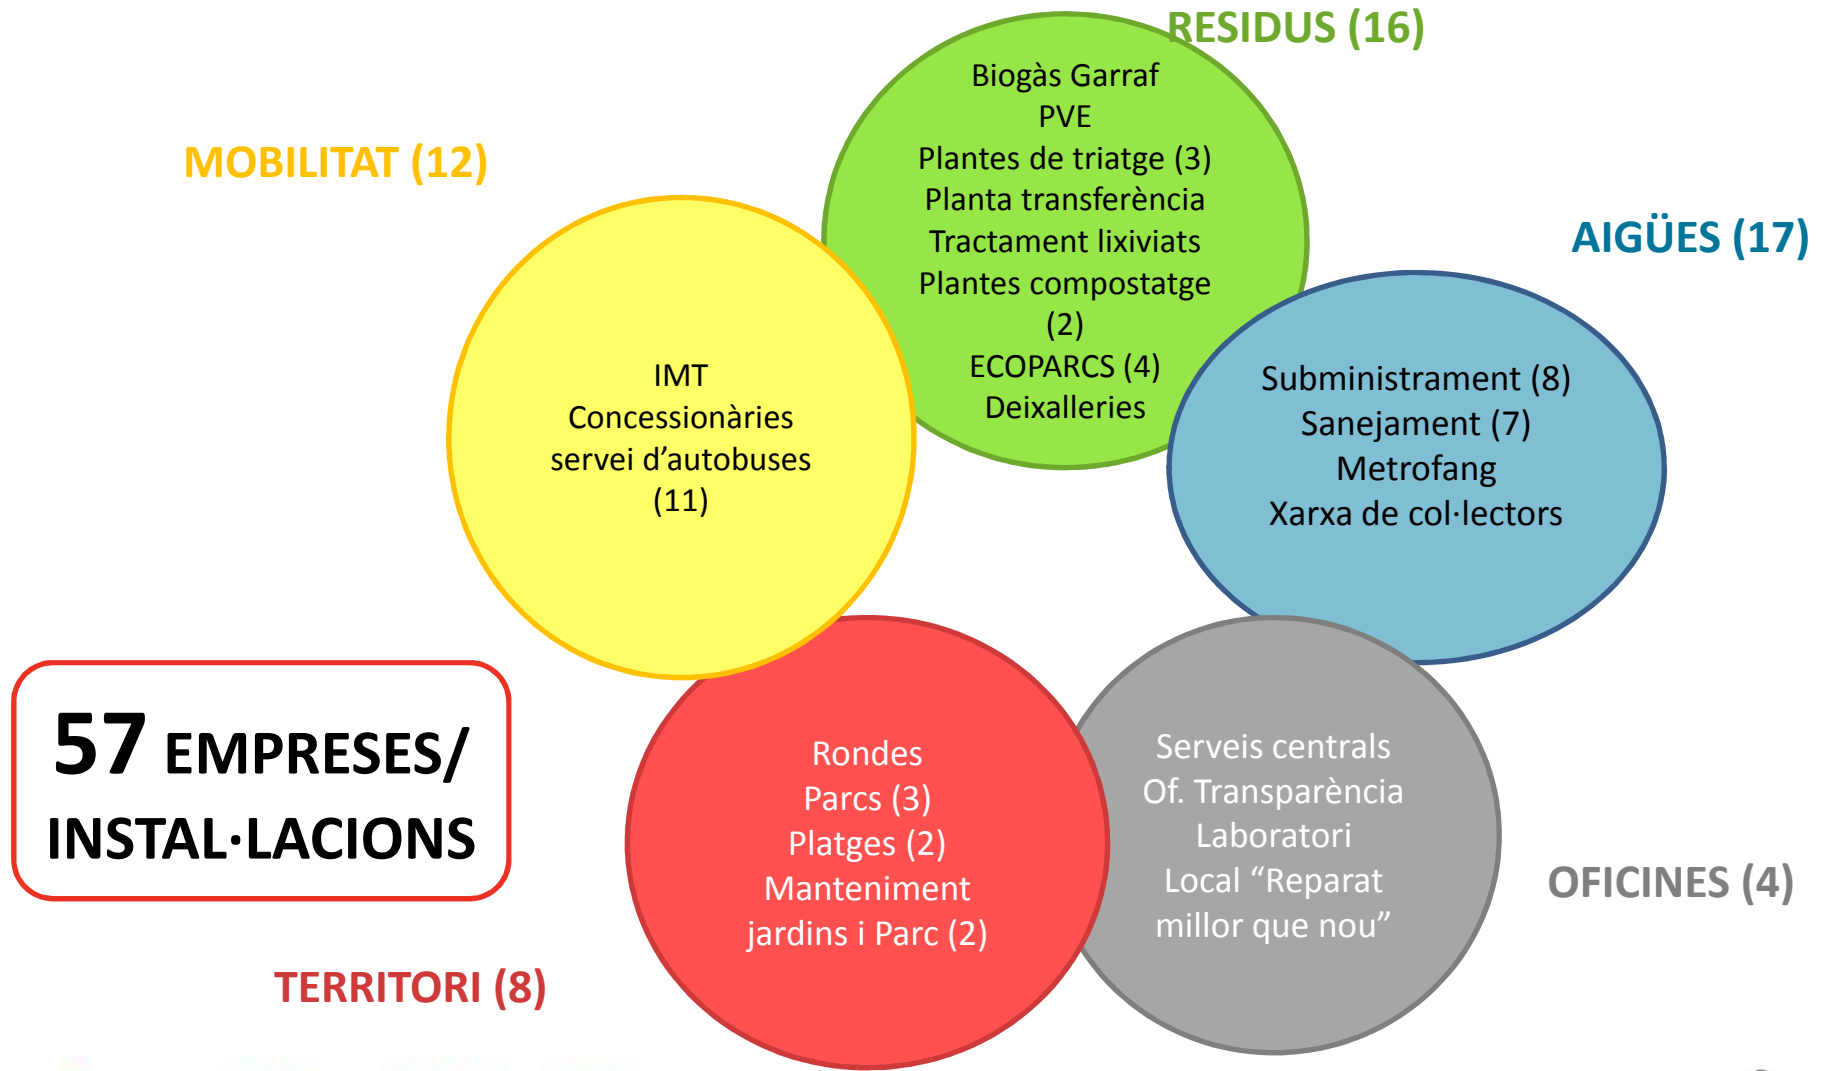 RESIDUS (16)
Biogàs Garraf
PVE
Plantes de triatge (3)
Planta transferència
Tractament lixiviats
Plantes compostatge
(2)
ECOPARCS (4)
Deixalleries
MOBILITAT (12)
IMT
Concessionàries
servei d’autobuses
(11)
AIGÜES (17)
Subministrament (8)
Sanejament (7)
Metrofang
Xarxa de col·lectors
57 EMPRESES/
INSTAL·LACIONS
Rondes
Parcs (3)
Platges (2)
Manteniment
jardins i Parc (2)
TERRITORI (8)
Serveis centrals
Of. Transparència
Laboratori
Local “Reparat
millor que nou”
OFICINES (4)